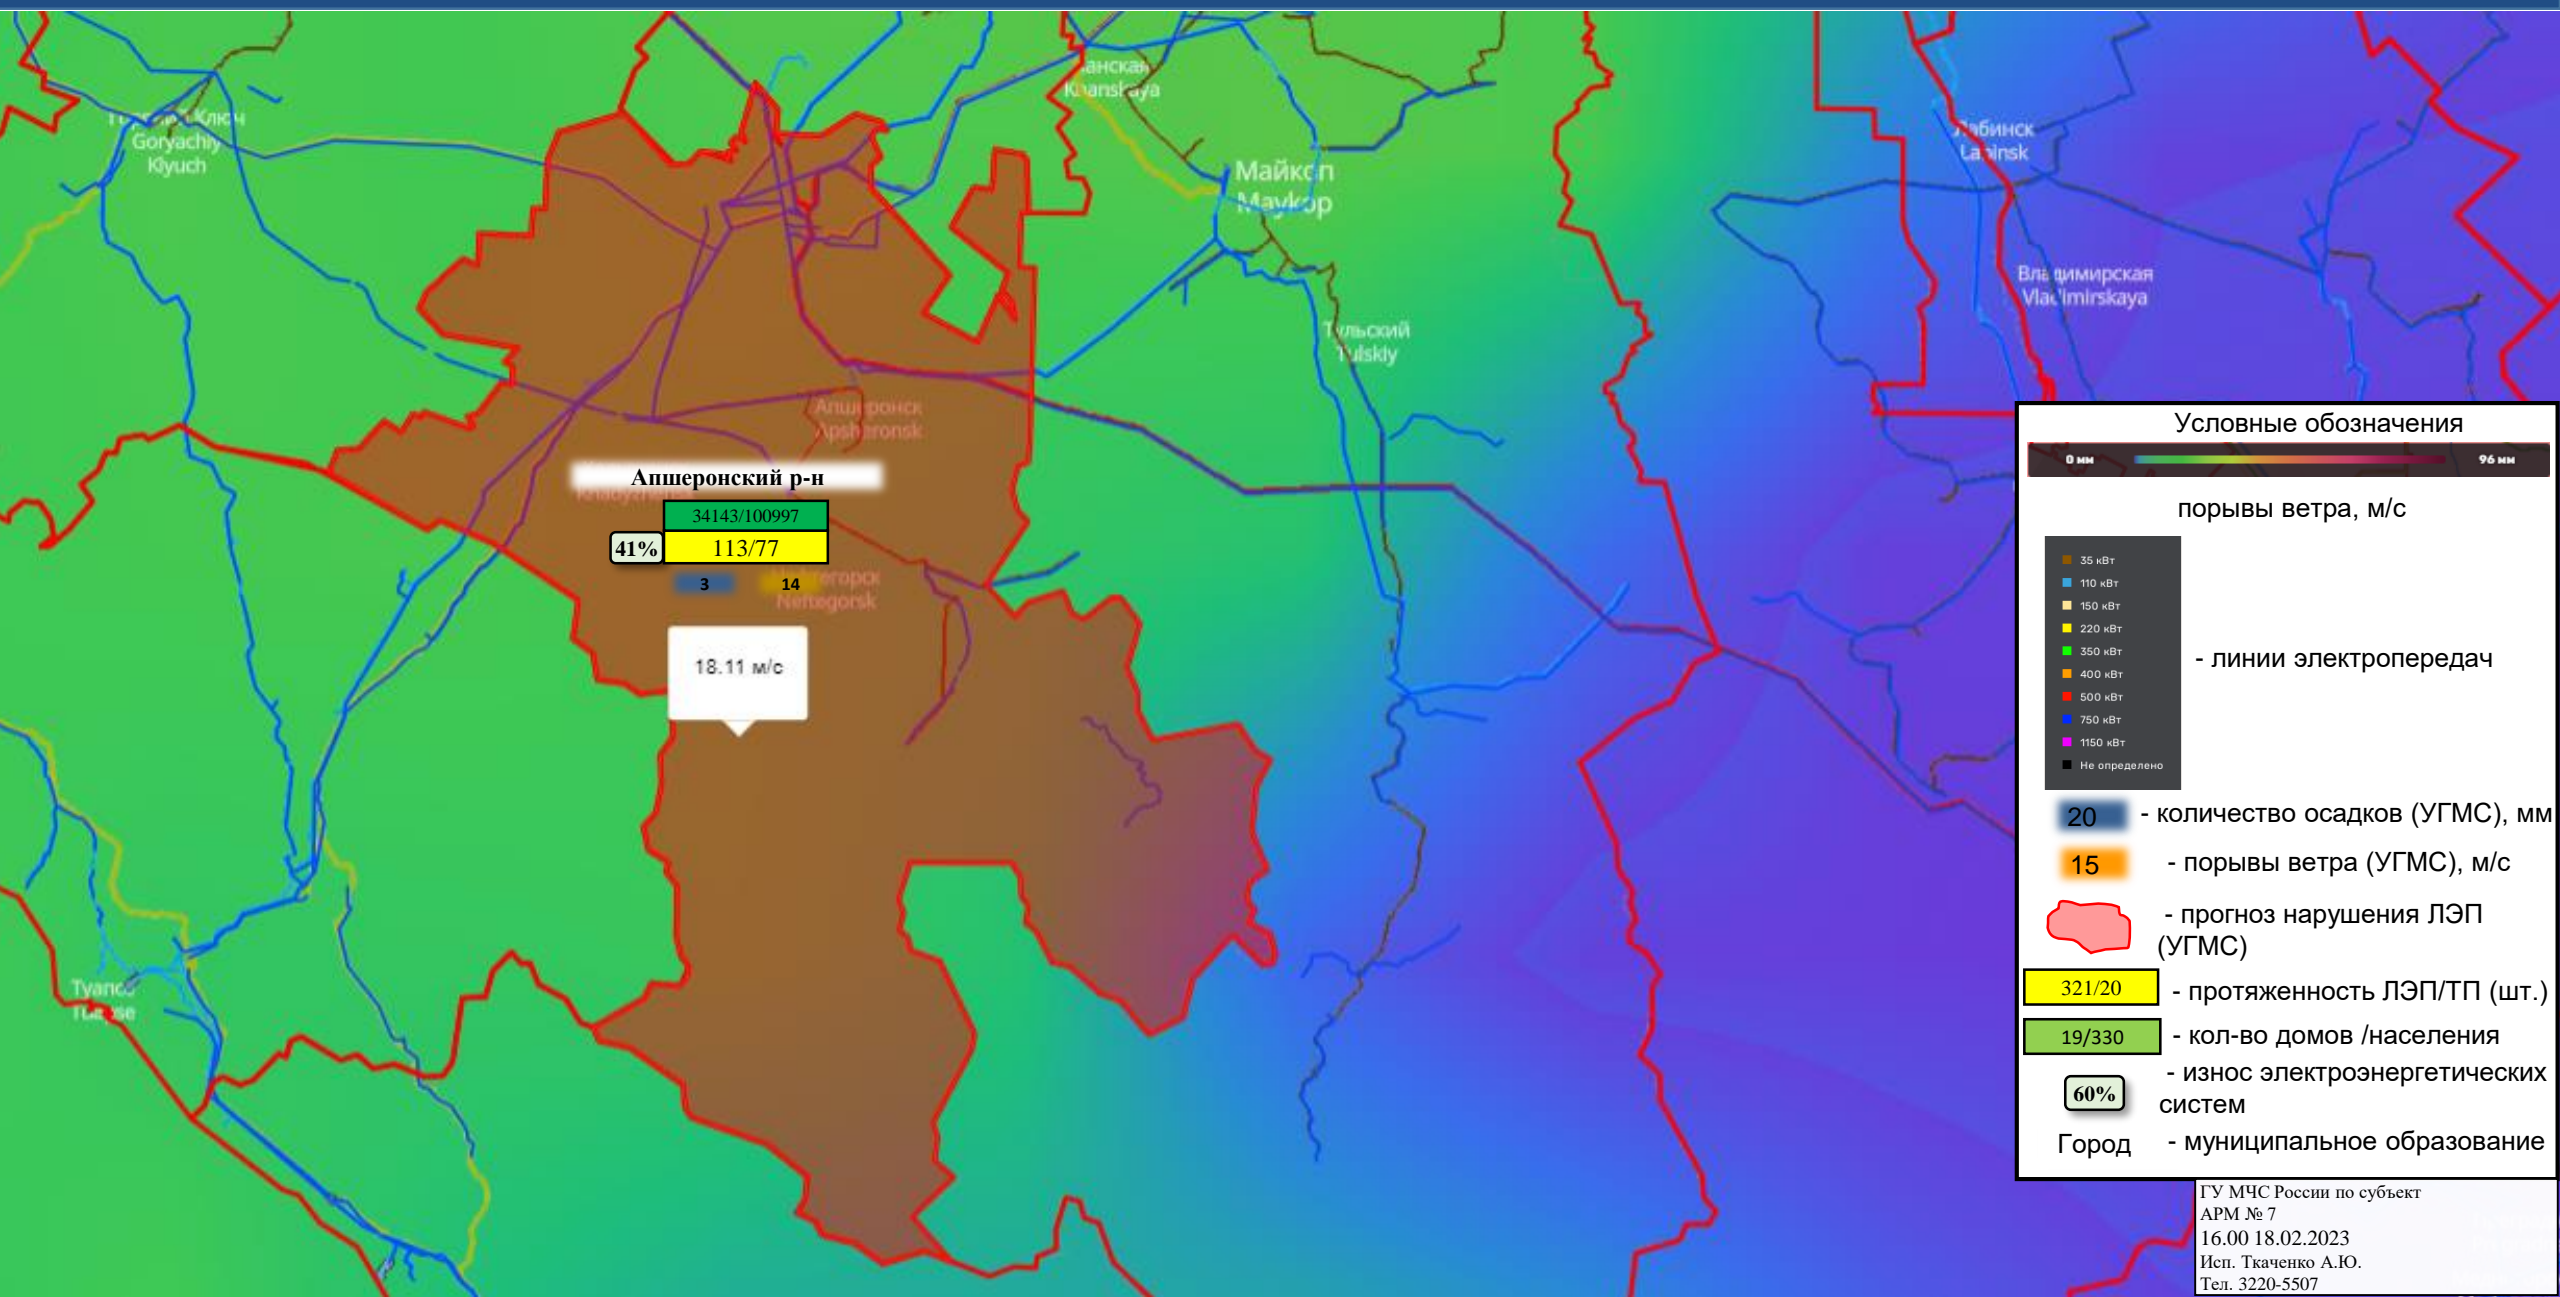 Ключ
Goryachiy
Klyuch
Khanskaya
Майкоп
Maykop
Лабинск
Labinsk
Владимирская
Vladimirskaya
Тульский
Tulskiy
Апшеронск
Apsheronsk
Апшеронский р-н
34143/100997
41%
113/77
3
14
Neftegorsk
18.11 м/с
Условные обозначения
0 мм
96 мм
порывы ветра, м/с
35 кВт
110 кВт
150 кВт
220 кВт
350 кВт
400 кВт
500 кВт
750 кВт
1150 кВт
Не определено
- линии электропередач
20
- количество осадков (УГМС), мм
15
- порывы ветра (УГМС), м/с
- прогноз нарушения ЛЭП
(УГМС)
321/20
- протяженность ЛЭП/ТП (шт.)
19/330
- кол-во домов /населения
60%
- износ электроэнергетических
систем
Город
- муниципальное образование
ГУ МЧС России по субъект
АРМ № 7
16.00 18.02.2023
Исп. Ткаченко А.Ю.
Тел. 3220-5507